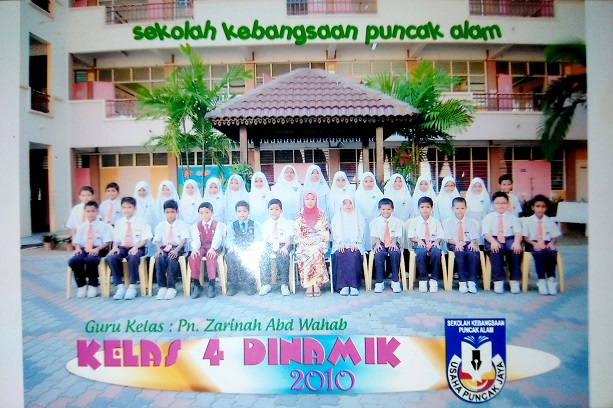 sekolah kebangsaan puncak alam
Guru Kelas : Pn. Zarinah Abd Wahab
KELAS 4 DINAMIK
2010
SEKOLAH KEBANGSAAN
PUNCAK ALAM
USAHA PUNCAK JAYA